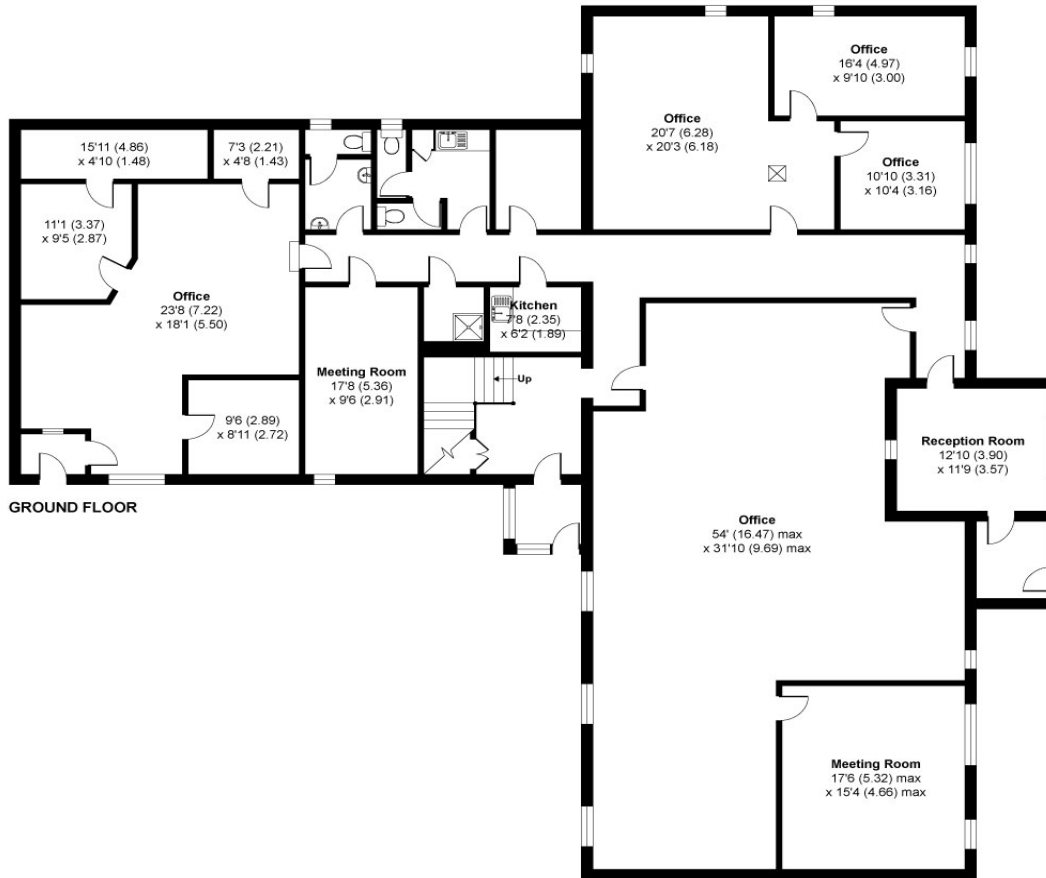 Office
16'4 (4.97)
x 9'10 (3.00)
Office
20'7 (6.28)
x 20'3 (6.18)
Office
10'10 (3.31)
x 10'4 (3.16)
15'11 (4.86)
x 4'10 (1.48)
7'3 (2.21)
x 4'8 (1.43)
11'1 (3.37)
x 9'5 (2.87)
Office
23'8 (7.22)
x 18'1 (5.50)
Kitchen
7'8 (2.35)
x 6'2 (1.89)
Meeting Room
17'8 (5.36)
x 9'6 (2.91)
Up
9'6 (2.89)
x 8'11 (2.72)
Reception Room
12'10 (3.90)
x 11'9 (3.57)
GROUND FLOOR
Office
54' (16.47) max
x 31'10 (9.69) max
Meeting Room
17'6 (5.32) max
x 15'4 (4.66) max